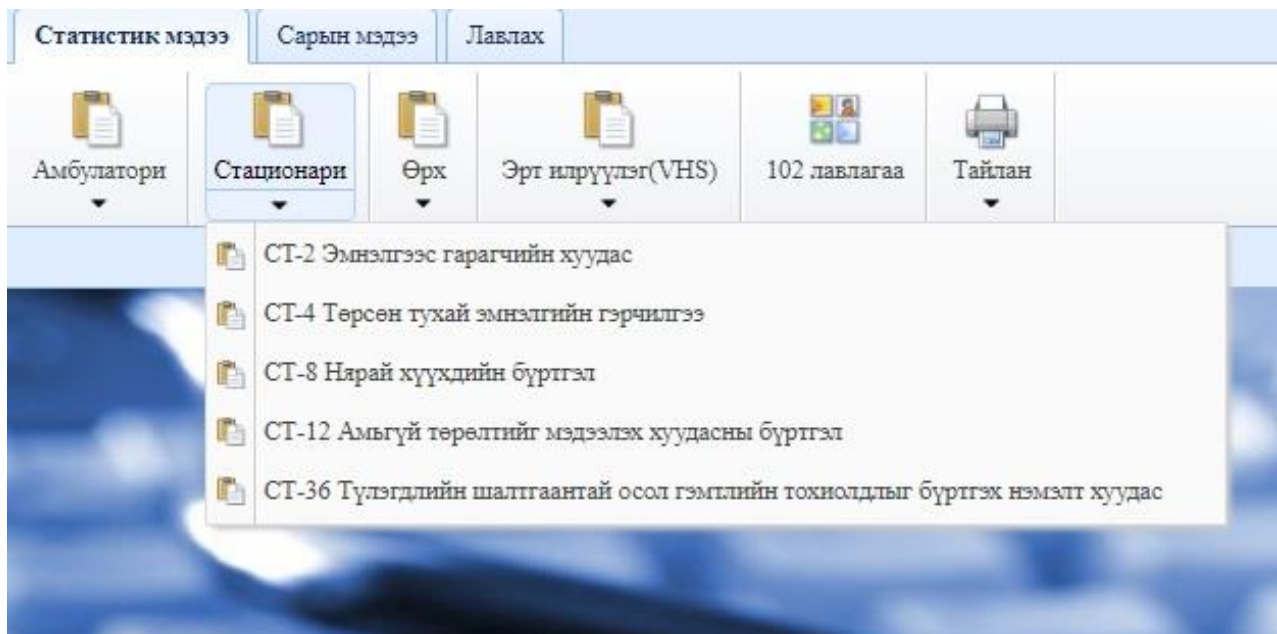 Статистик мэдээ Сарын мэдээ Лавлах
Амбулатори Стационари Өрх Эрт илрүүлэг(VHS) 102 лавлагаа Тайлан
СТ-2 Эмнэлгээс гарагчийн хуудас
СТ-4 Төрсөн тухай эмнэлгийн гэрчилгээ
СТ-8 Нярай хүүхдийн бүртгэл
СТ-12 Амьгүй төрөлтийг мэдээлэх хуудасны бүртгэл
СТ-36 Түлэгдлийн шалтгаантай осол гэмтлийн тохиолдлыг бүртгэх нэмэлт хуудас